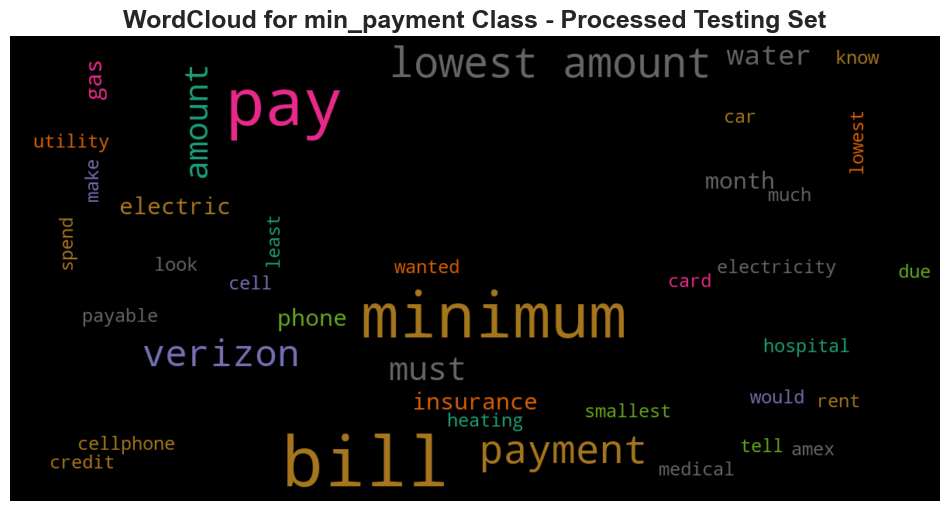 WordCloud for min_payment Class - Processed Testing Set
lowest amount
water
know
gas
amount
pay
car
lowest
utility
make
month
much
electric
spend
least
look
wanted
electricity
due
cell
card
payable
phone
minimum
verizon
hospital
must
insurance
would
rent
smallest
heating
cellphone
bill
payment
tell
amex
credit
medical